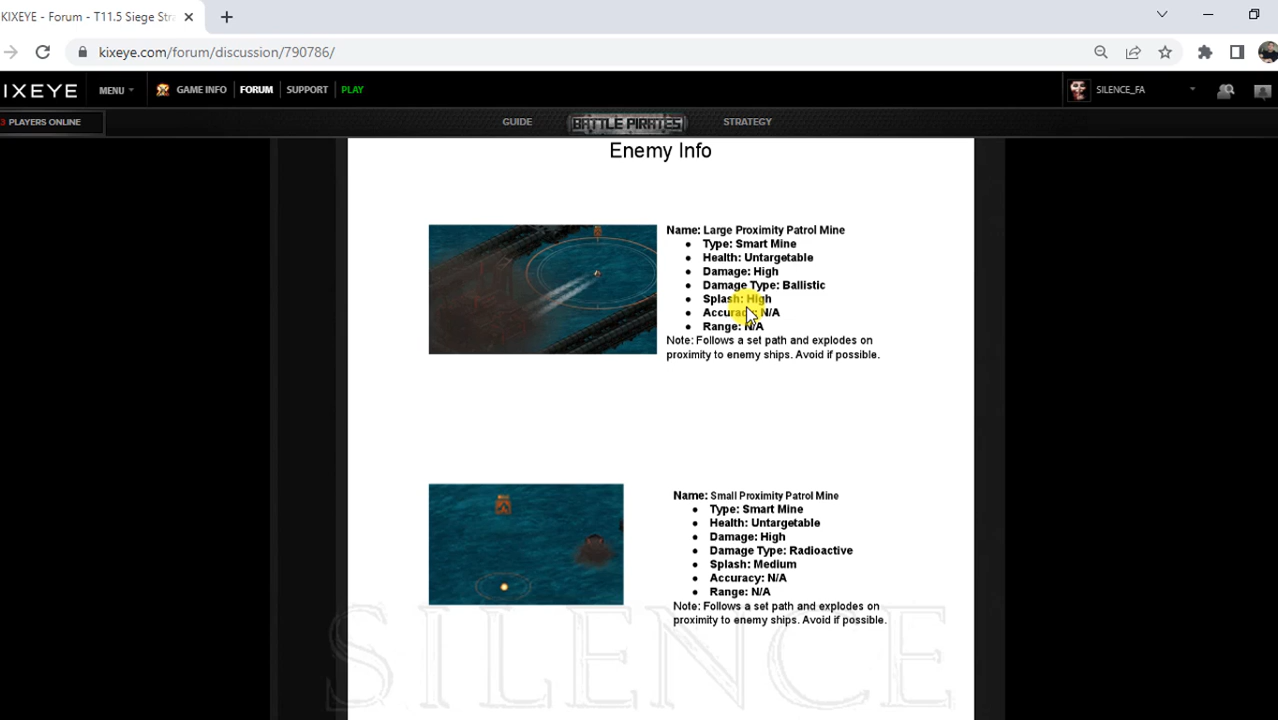 KIXEYE - Forum - T11.5 Siege Stra
kixeye.com/forum/discussion/790786/
IXEYE MENU GAME INFO FORUM SUPPORT PLAY SILENCE_FA
3 PLAYERS ONLINE GUIDE BATTLE PIRATES STRATEGY
Enemy Info
Name: Large Proximity Patrol Mine
Type: Smart Mine
Health: Untargetable
Damage: High
Damage Type: Ballistic
Splash: High
Accuracy: N/A
Range: N/A
Note: Follows a set path and explodes on
proximity to enemy ships. Avoid if possible.
Name: Small Proximity Patrol Mine
Type: Smart Mine
Health: Untargetable
Damage: High
Damage Type: Radioactive
Splash: Medium
Accuracy: N/A
Range: N/A
Note: Follows a set path and explodes on
proximity to enemy ships. Avoid if possible.
SILENCE